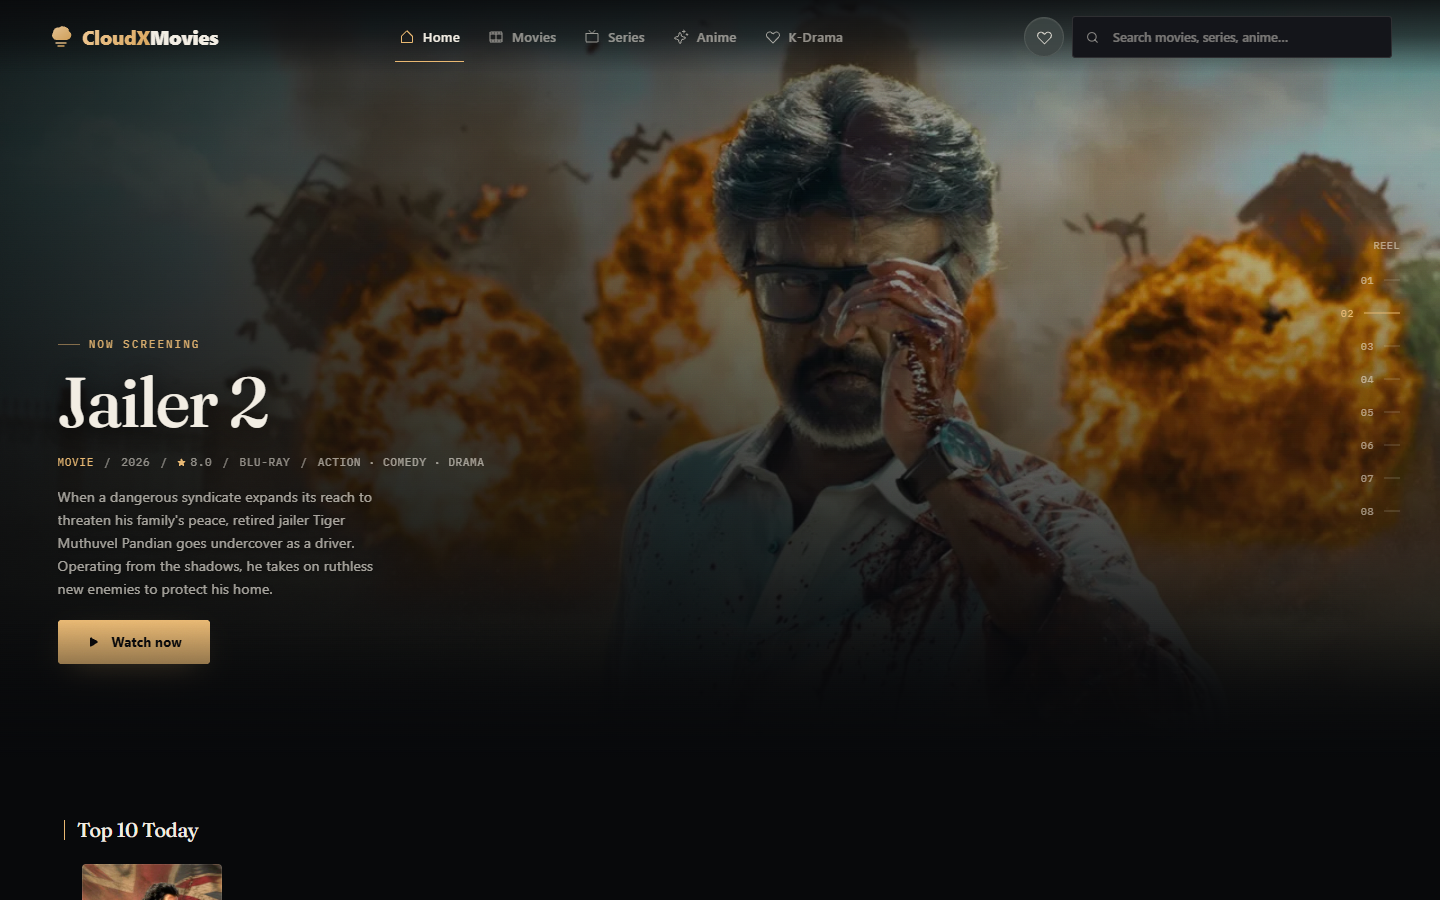 CloudXMovies
Home
Movies
Series
Anime
K-Drama
Search movies, series, anime...
REEL
01
02
03
04
05
06
07
08
NOW SCREENING
Jailer 2
MOVIE / 2026 / ★ 8.0 / BLU-RAY / ACTION · COMEDY · DRAMA
When a dangerous syndicate expands its reach to
threaten his family's peace, retired jailer Tiger
Muthuvel Pandian goes undercover as a driver.
Operating from the shadows, he takes on ruthless
new enemies to protect his home.
Watch now
Top 10 Today